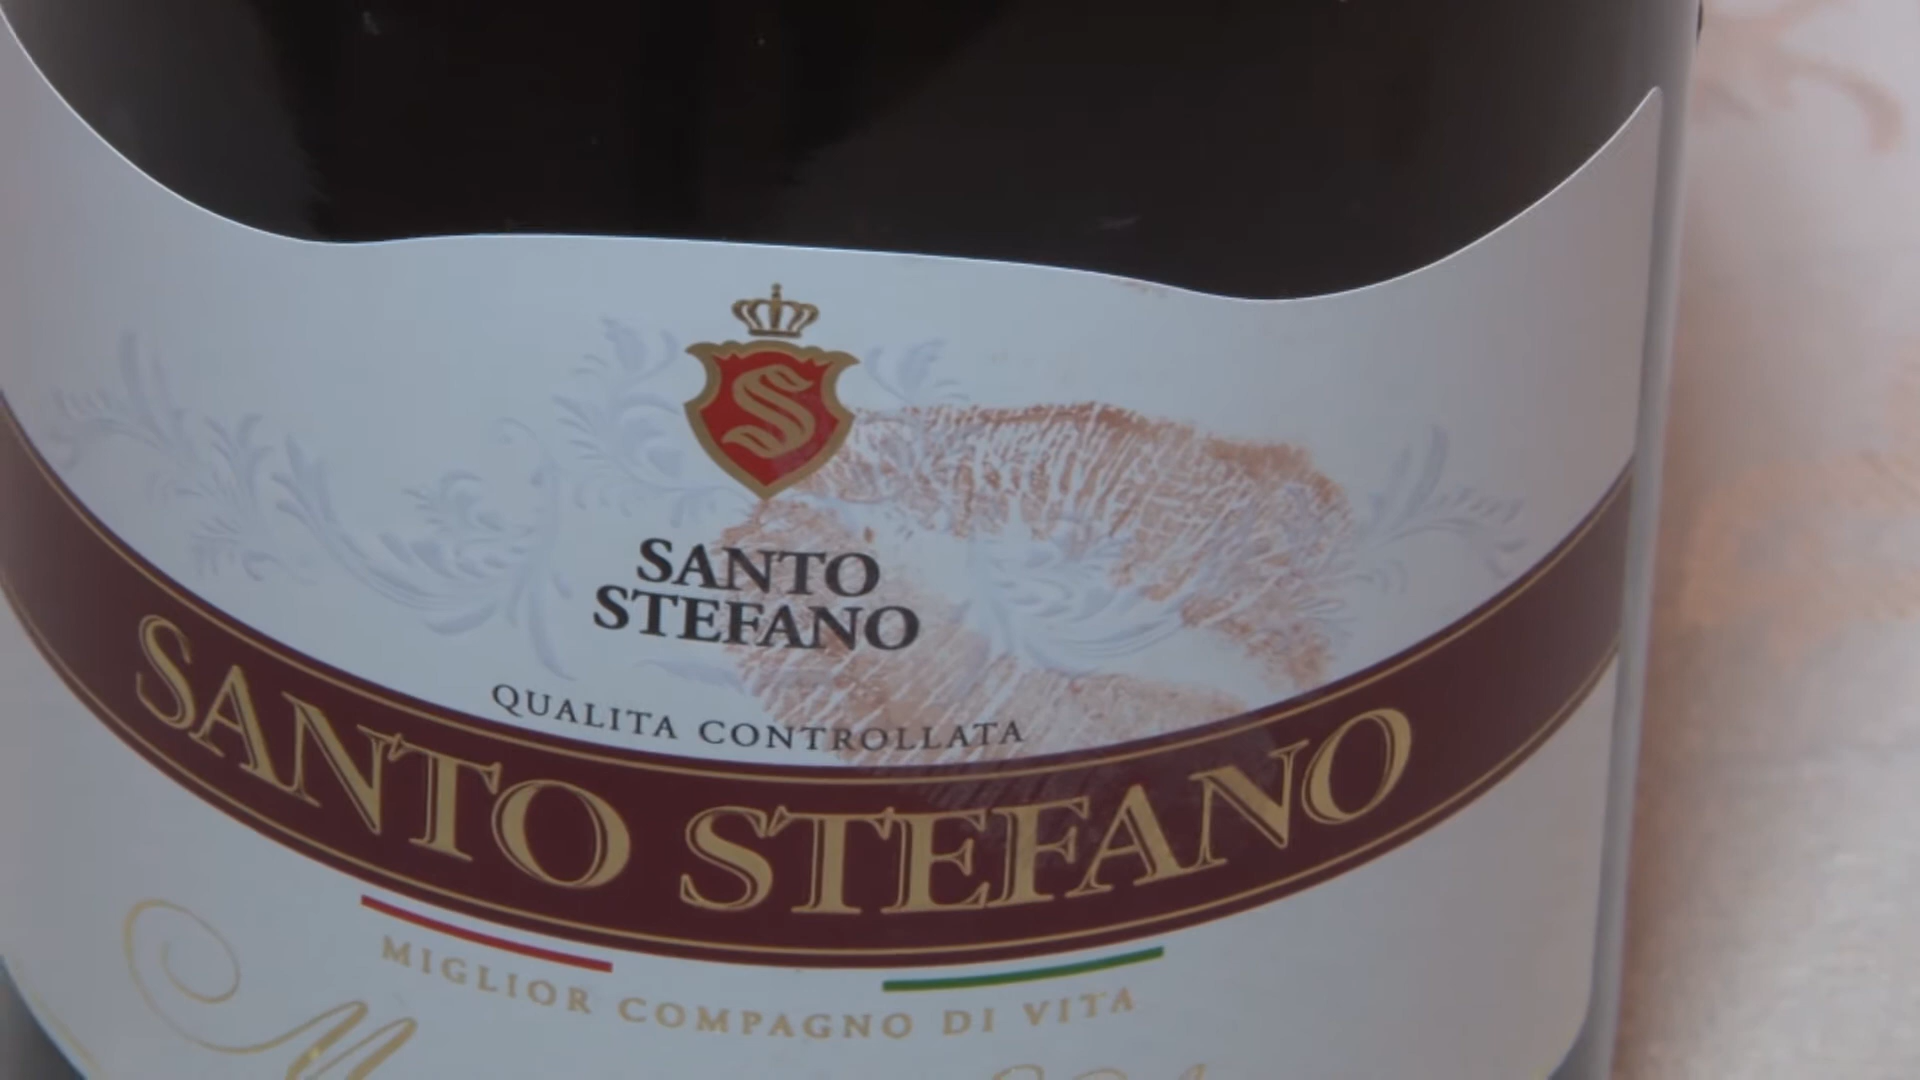 S
SANTO
STEFANO
QUALITA CONTROLLATA
SANTO STEFANO
MIGLIOR COMPAGNO DI VITA